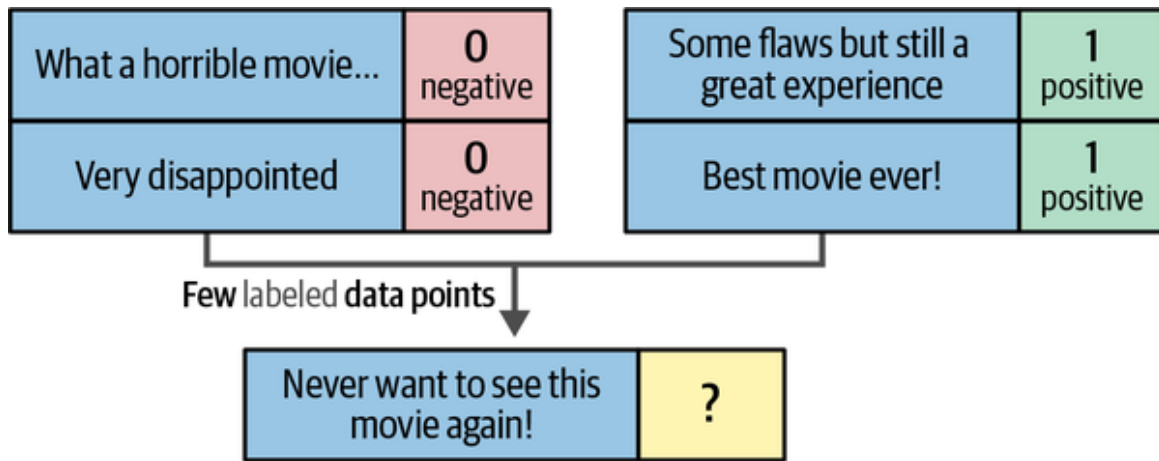 What a horrible movie...
0
negative
Very disappointed
0
negative
Some flaws but still a
great experience
1
positive
Best movie ever!
1
positive
Few labeled data points
Never want to see this
movie again!
?